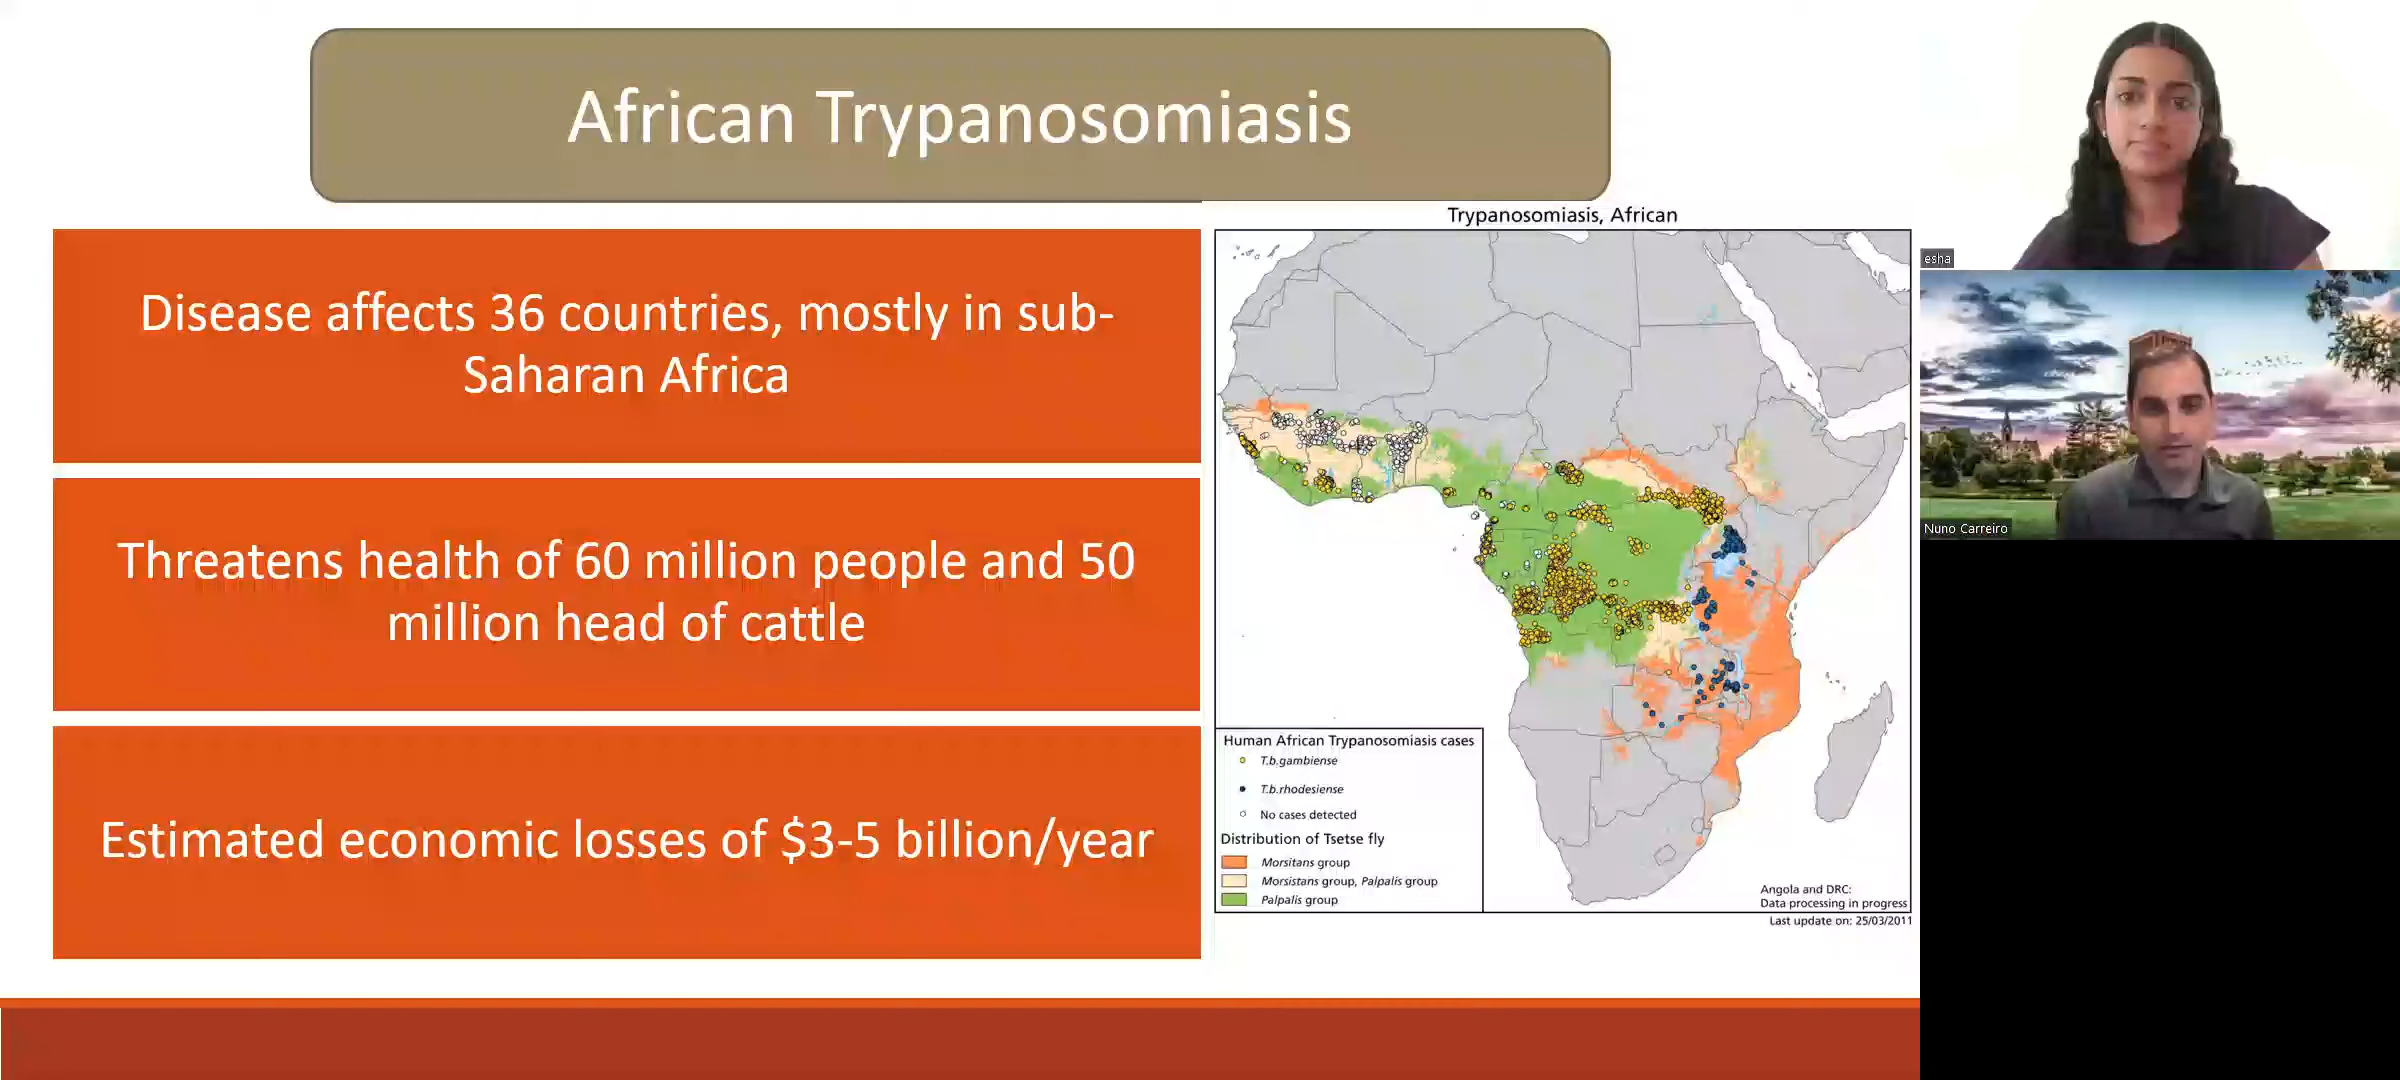 African Trypanosomiasis
Disease affects 36 countries, mostly in sub-
Saharan Africa
Threatens health of 60 million people and 50
million head of cattle
Estimated economic losses of $3-5 billion/year
Trypanosomiasis, African
Human African Trypanosomiasis cases
T.b.gambiense
T.b.rhodesiense
No cases detected
Distribution of Tsetse fly
Morsitans group
Morsistans group, Palpalis group
Palpalis group
Angola and DRC:
Data processing in progress
Last update on: 25/03/2011
esha
Nuno Carreiro